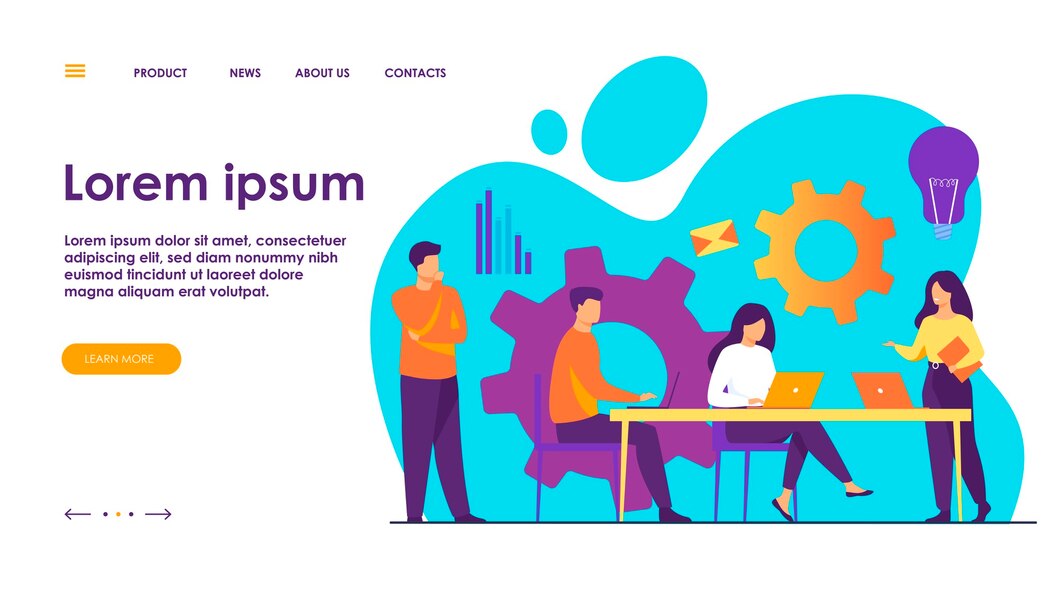 PRODUCT NEWS ABOUT US CONTACTS
Lorem ipsum
Lorem ipsum dolor sit amet, consectetuer
adipiscing elit, sed diam nonummy nibh
euismod tincidunt ut laoreet dolore
magna aliquam erat volutpat.
LEARN MORE